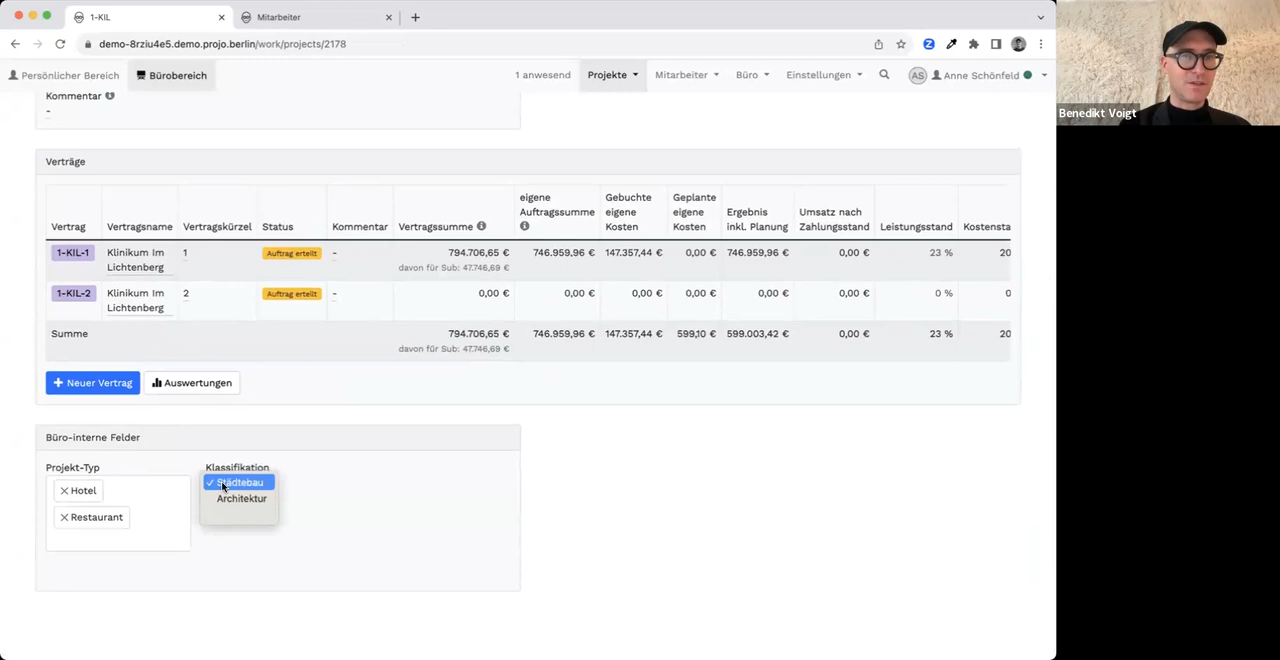 1-KIL
Mitarbeiter
demo-8rziu4e5.demo.projo.berlin/work/projects/2178
Persönlicher Bereich
Bürobereich
1 anwesend
Projekte
Mitarbeiter
Büro
Einstellungen
AS
Anne Schönfeld
Benedikt Voigt
Kommentar
-
Verträge
Vertrag
Vertragsname
Vertragskürzel
Status
Kommentar
Vertragssumme
eigene
Auftragssumme
Gebuchte
eigene
Kosten
Geplante
eigene
Kosten
Ergebnis
inkl. Planung
Umsatz nach
Zahlungsstand
Leistungsstand
Kostensta
1-KIL-1
Klinikum Im
Lichtenberg
1
Auftrag erteilt
-
794.706,65 €
davon für Sub: 47.746,69 €
746.959,96 €
147.357,44 €
0,00 €
746.959,96 €
0,00 €
23 %
20
1-KIL-2
Klinikum Im
Lichtenberg
2
Auftrag erteilt
-
0,00 €
0,00 €
0,00 €
0,00 €
0,00 €
0,00 €
0 %
0
Summe
794.706,65 €
davon für Sub: 47.746,69 €
746.959,96 €
147.357,44 €
599,10 €
599.003,42 €
0,00 €
23 %
20
+ Neuer Vertrag
Auswertungen
Büro-interne Felder
Projekt-Typ
Hotel
Restaurant
Klassifikation
✓ Städtebau
Architektur